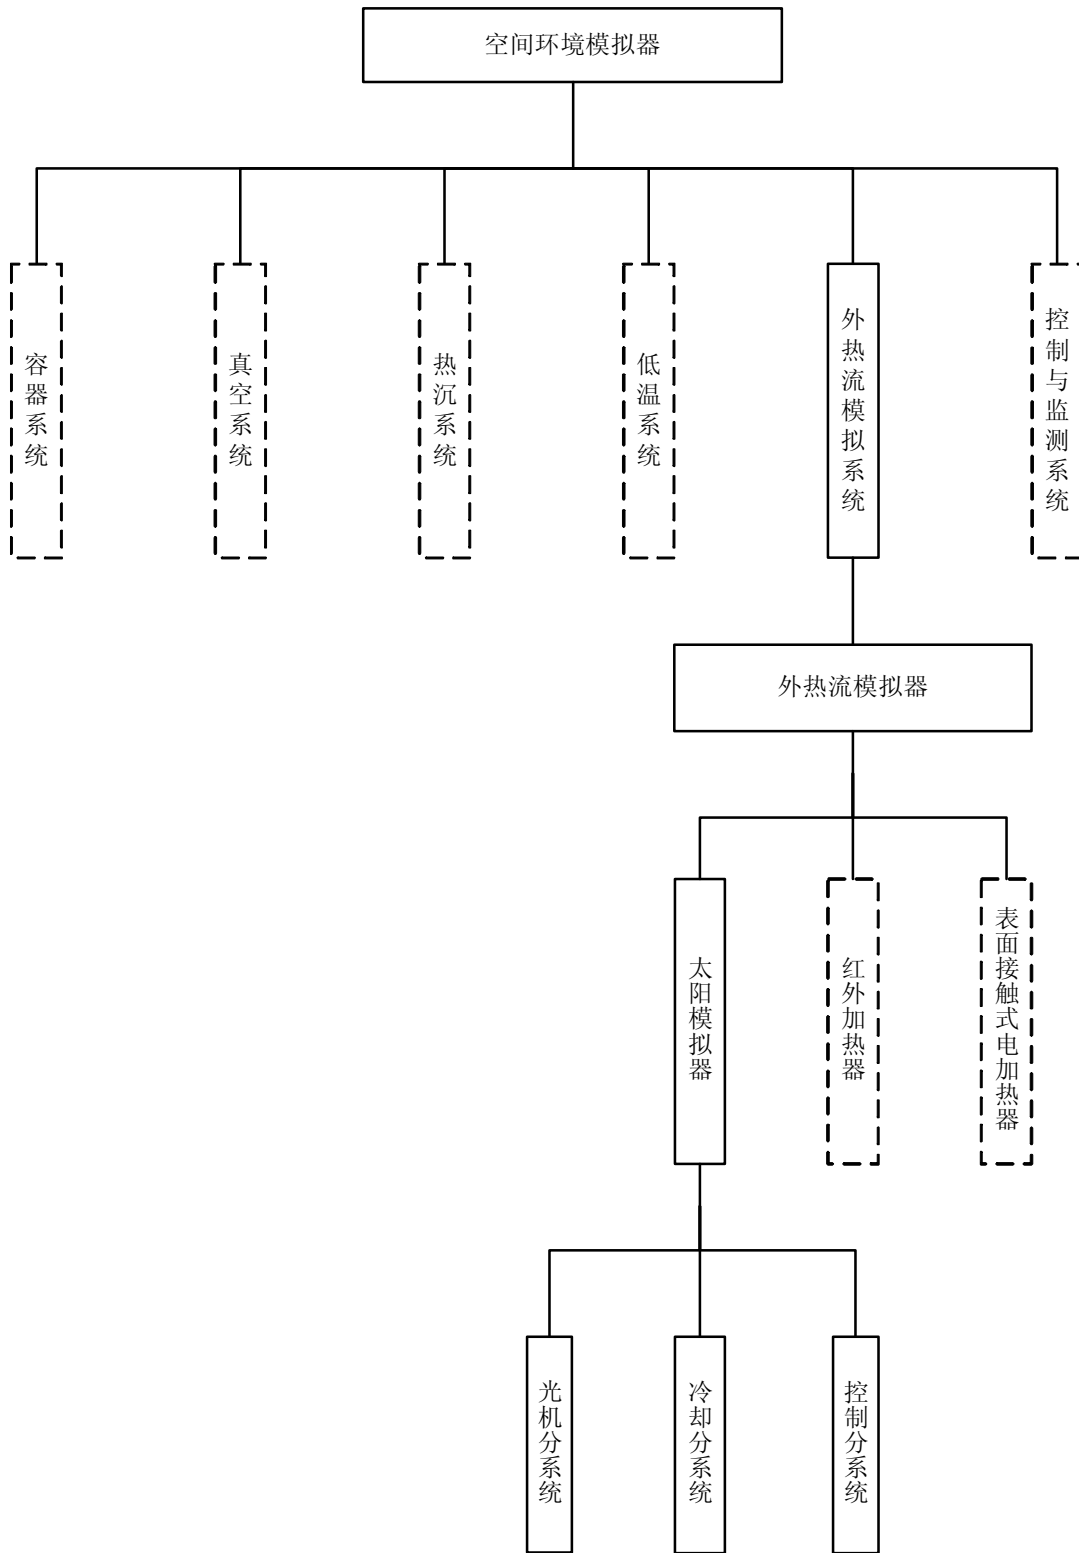 空间环境模拟器
容器系统
真空系统
热沉系统
低温系统
外热流模拟系统
控制与监测系统
外热流模拟器
太阳模拟器
红外加热器
表面接触式电加热器
光机分系统
冷却分系统
控制分系统